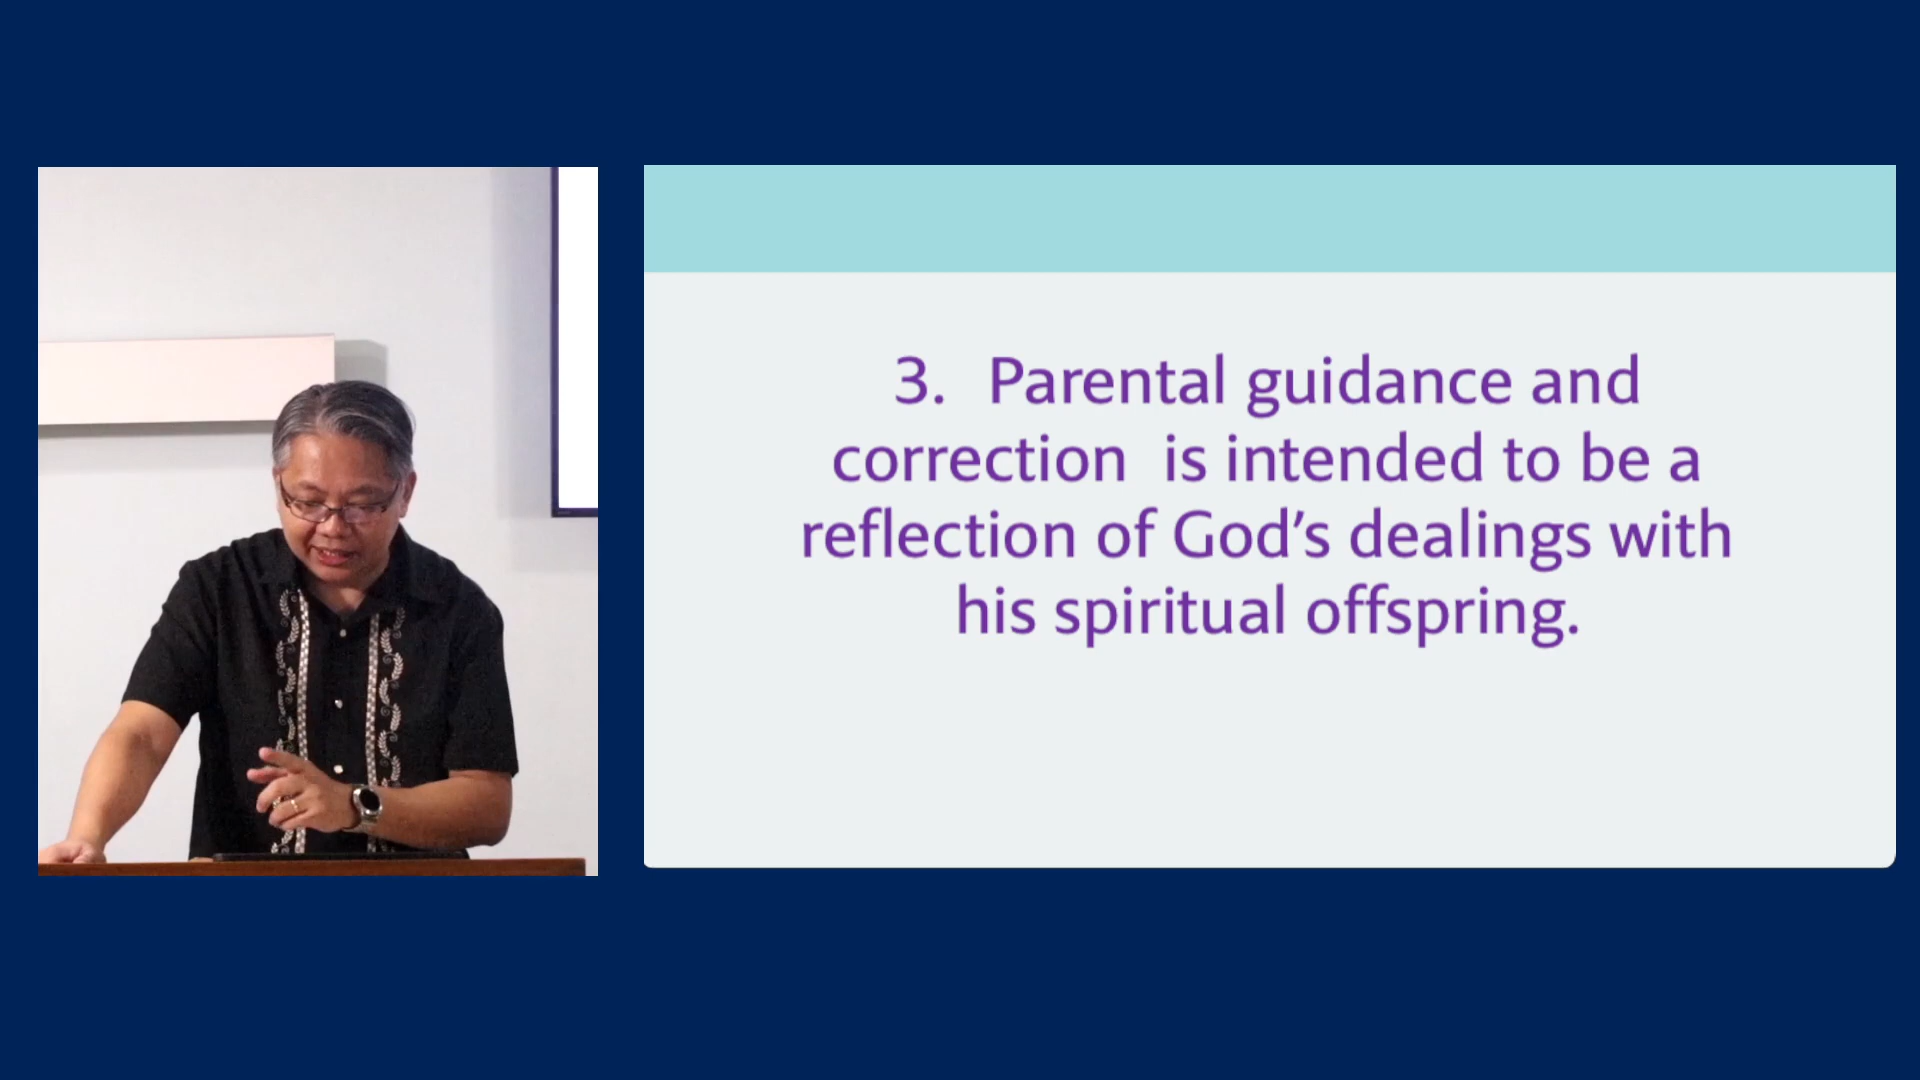 3. Parental guidance and
correction is intended to be a
reflection of God’s dealings with
his spiritual offspring.